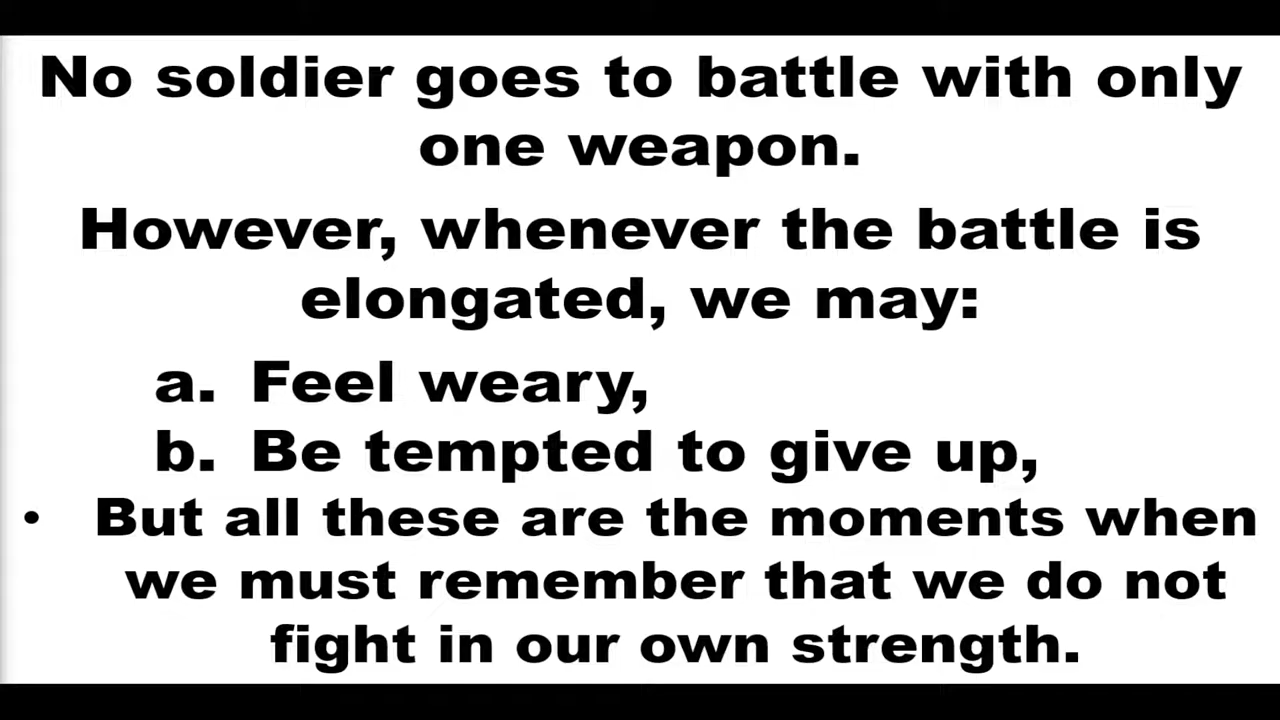 No soldier goes to battle with only
one weapon.
However, whenever the battle is
elongated, we may:
a. Feel weary,
b. Be tempted to give up,
• But all these are the moments when
we must remember that we do not
fight in our own strength.